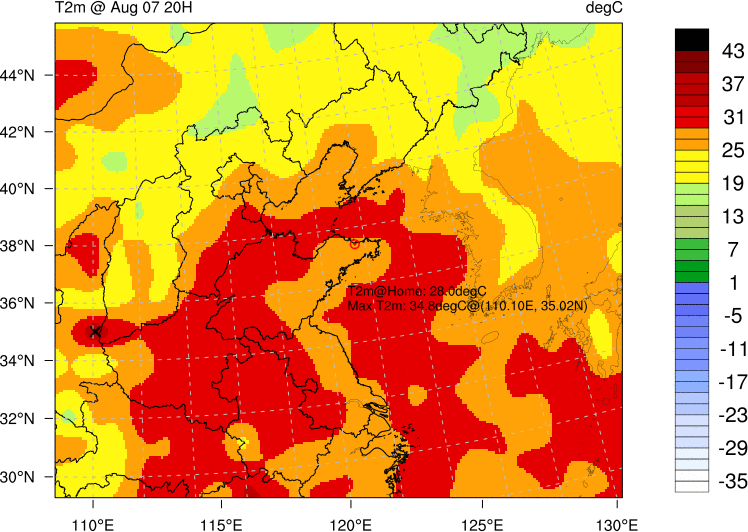 T2m @ Aug 07 20H
degC
43
37
31
25
19
13
7
1
-5
-11
-17
-23
-29
-35
44°N
42°N
40°N
38°N
36°N
34°N
32°N
30°N
T2m@Home: 28.0degC
Max T2m: 34.8degC@(110.10E, 35.02N)
110°E
115°E
120°E
125°E
130°E